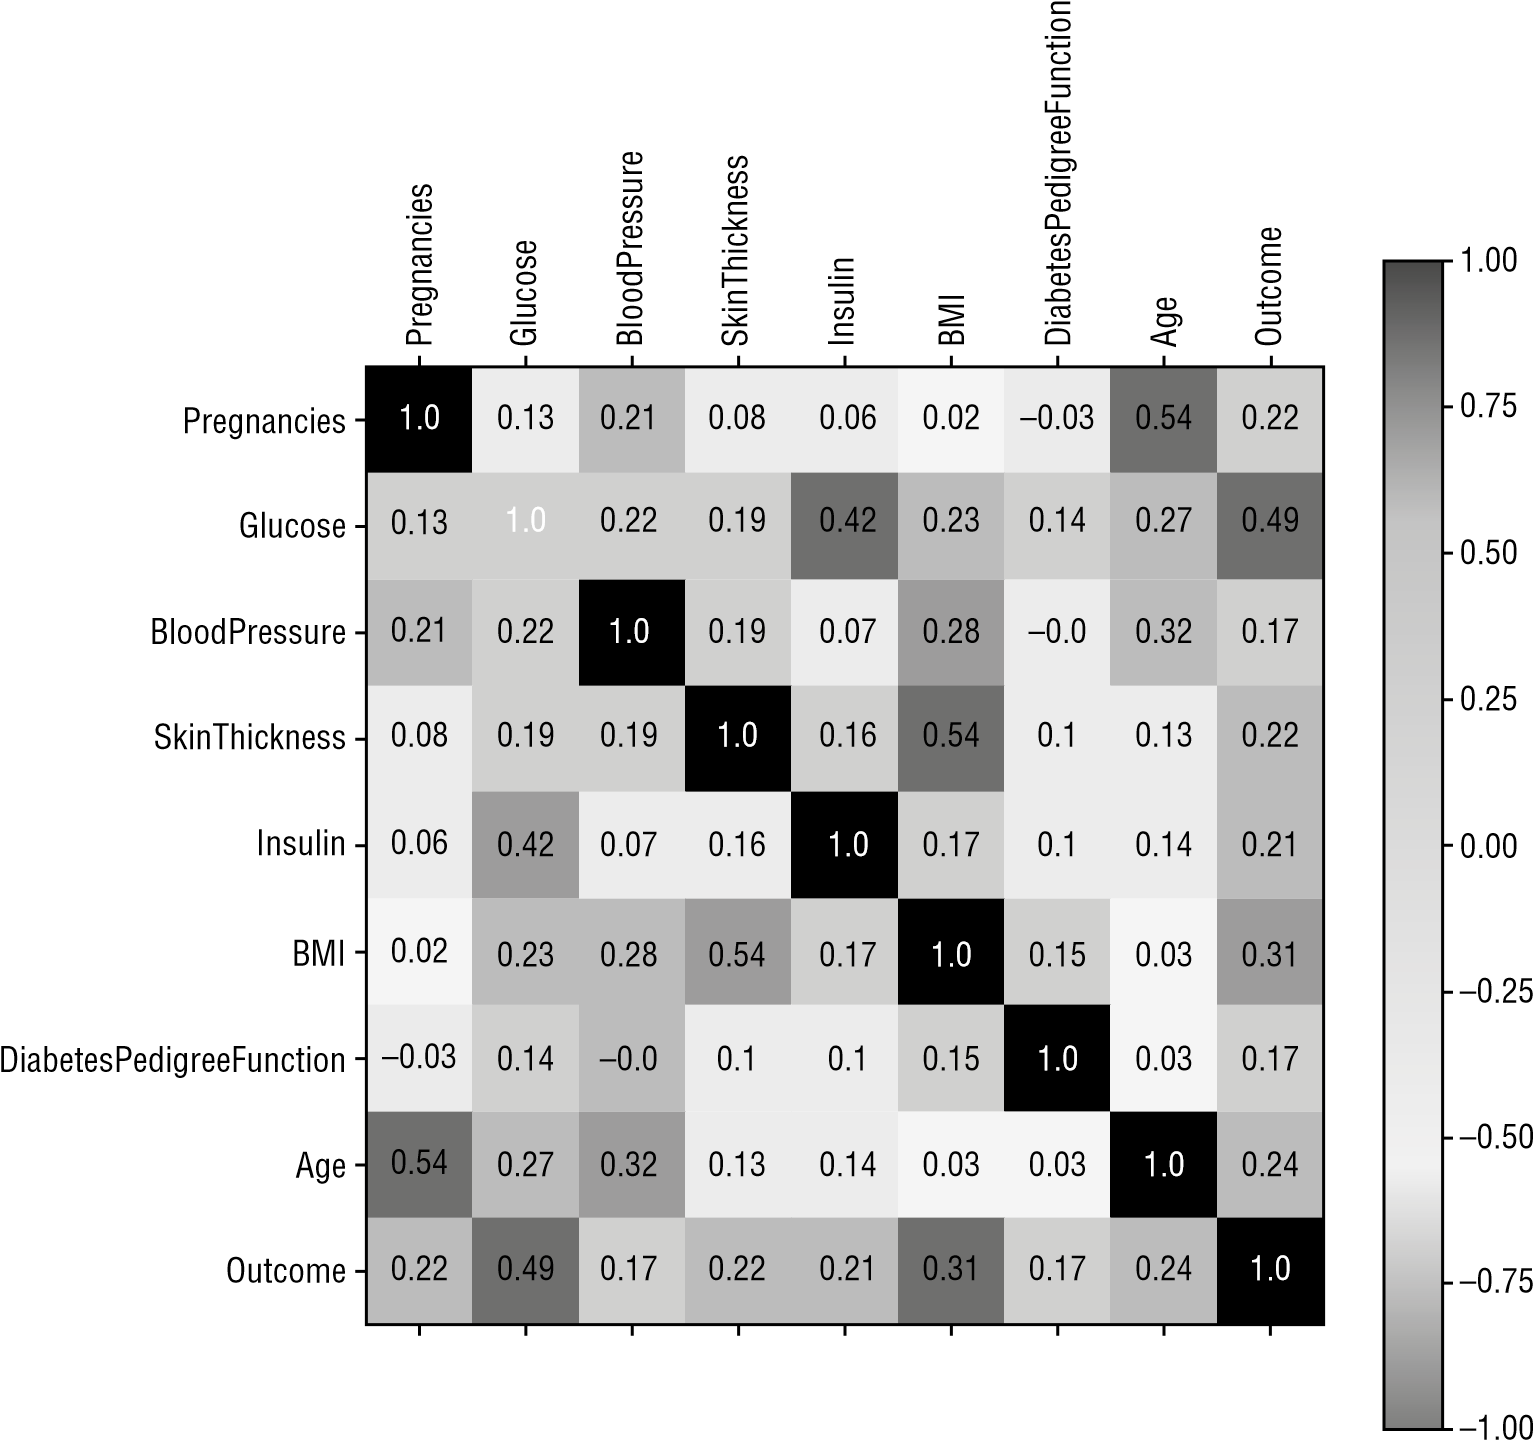 Pregnancies
Glucose
BloodPressure
SkinThickness
Insulin
BMI
DiabetesPedigreeFunction
Age
Outcome
Pregnancies 1.0 0.13 0.21 0.08 0.06 0.02 −0.03 0.54 0.22
Glucose 0.13 1.0 0.22 0.19 0.42 0.23 0.14 0.27 0.49
BloodPressure 0.21 0.22 1.0 0.19 0.07 0.28 −0.0 0.32 0.17
SkinThickness 0.08 0.19 0.19 1.0 0.16 0.54 0.1 0.13 0.22
Insulin 0.06 0.42 0.07 0.16 1.0 0.17 0.1 0.14 0.21
BMI 0.02 0.23 0.28 0.54 0.17 1.0 0.15 0.03 0.31
DiabetesPedigreeFunction −0.03 0.14 −0.0 0.1 0.1 0.15 1.0 0.03 0.17
Age 0.54 0.27 0.32 0.13 0.14 0.03 0.03 1.0 0.24
Outcome 0.22 0.49 0.17 0.22 0.21 0.31 0.17 0.24 1.0
1.00
0.75
0.50
0.25
0.00
−0.25
−0.50
−0.75
−1.00